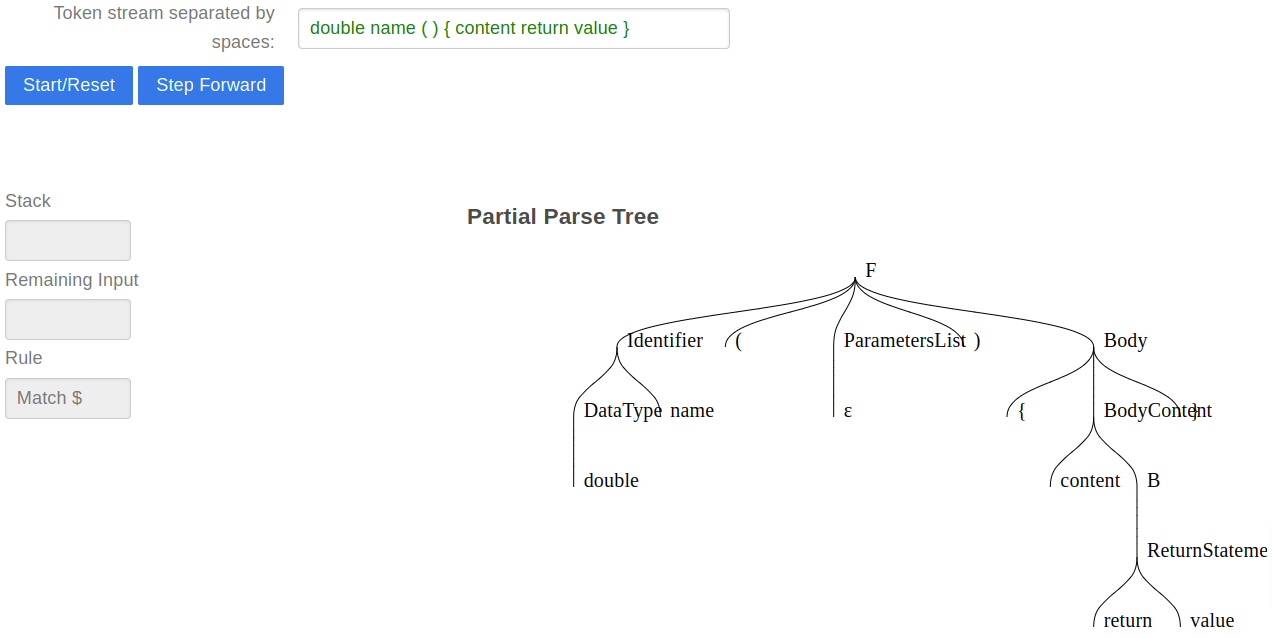 Token stream separated by
spaces:
double name ( ) { content return value }
Start/Reset Step Forward
Stack
Partial Parse Tree
F
Remaining Input
Identifier ( ParametersList ) Body
Rule
Match $
DataType name ε { BodyContent }
double content B
ReturnStateme
return value